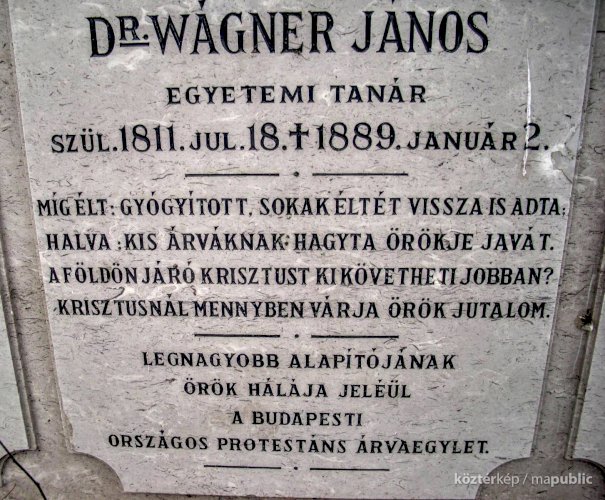 DR. WÁGNER JÁNOS
EGYETEMI TANÁR
SZÜL. 1811. JUL. 18. ✝ 1889. JANUÁR 2.
MÍG ÉLT: GYÓGYÍTOTT, SOKAK ÉLTÉT VISSZA IS ADTA;
HALVA: KIS ÁRVÁKNAK HAGYTA ÖRÖKJE JAVÁT.
A FÖLDÖN JÁRÓ KRISZTUST KI KÖVETHETI JOBBAN?
KRISZTUSNÁL MENNYBEN VÁRJA ÖRÖK JUTALOM.
LEGNAGYOBB ALAPÍTÓJÁNAK
ÖRÖK HÁLÁJA JELÉÜL
A BUDAPESTI
ORSZÁGOS PROTESTÁNS ÁRVAEGYLET.
köztérkép / mapublic